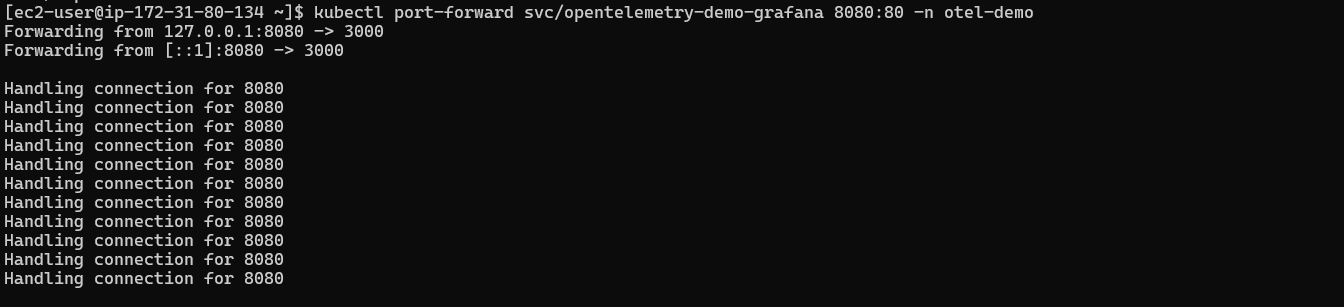 [ec2-user@ip-172-31-80-134 ~]$ kubectl port-forward svc/opentelemetry-demo-grafana 8080:80 -n otel-demo
Forwarding from 127.0.0.1:8080 -> 3000
Forwarding from [::1]:8080 -> 3000
Handling connection for 8080
Handling connection for 8080
Handling connection for 8080
Handling connection for 8080
Handling connection for 8080
Handling connection for 8080
Handling connection for 8080
Handling connection for 8080
Handling connection for 8080
Handling connection for 8080
Handling connection for 8080